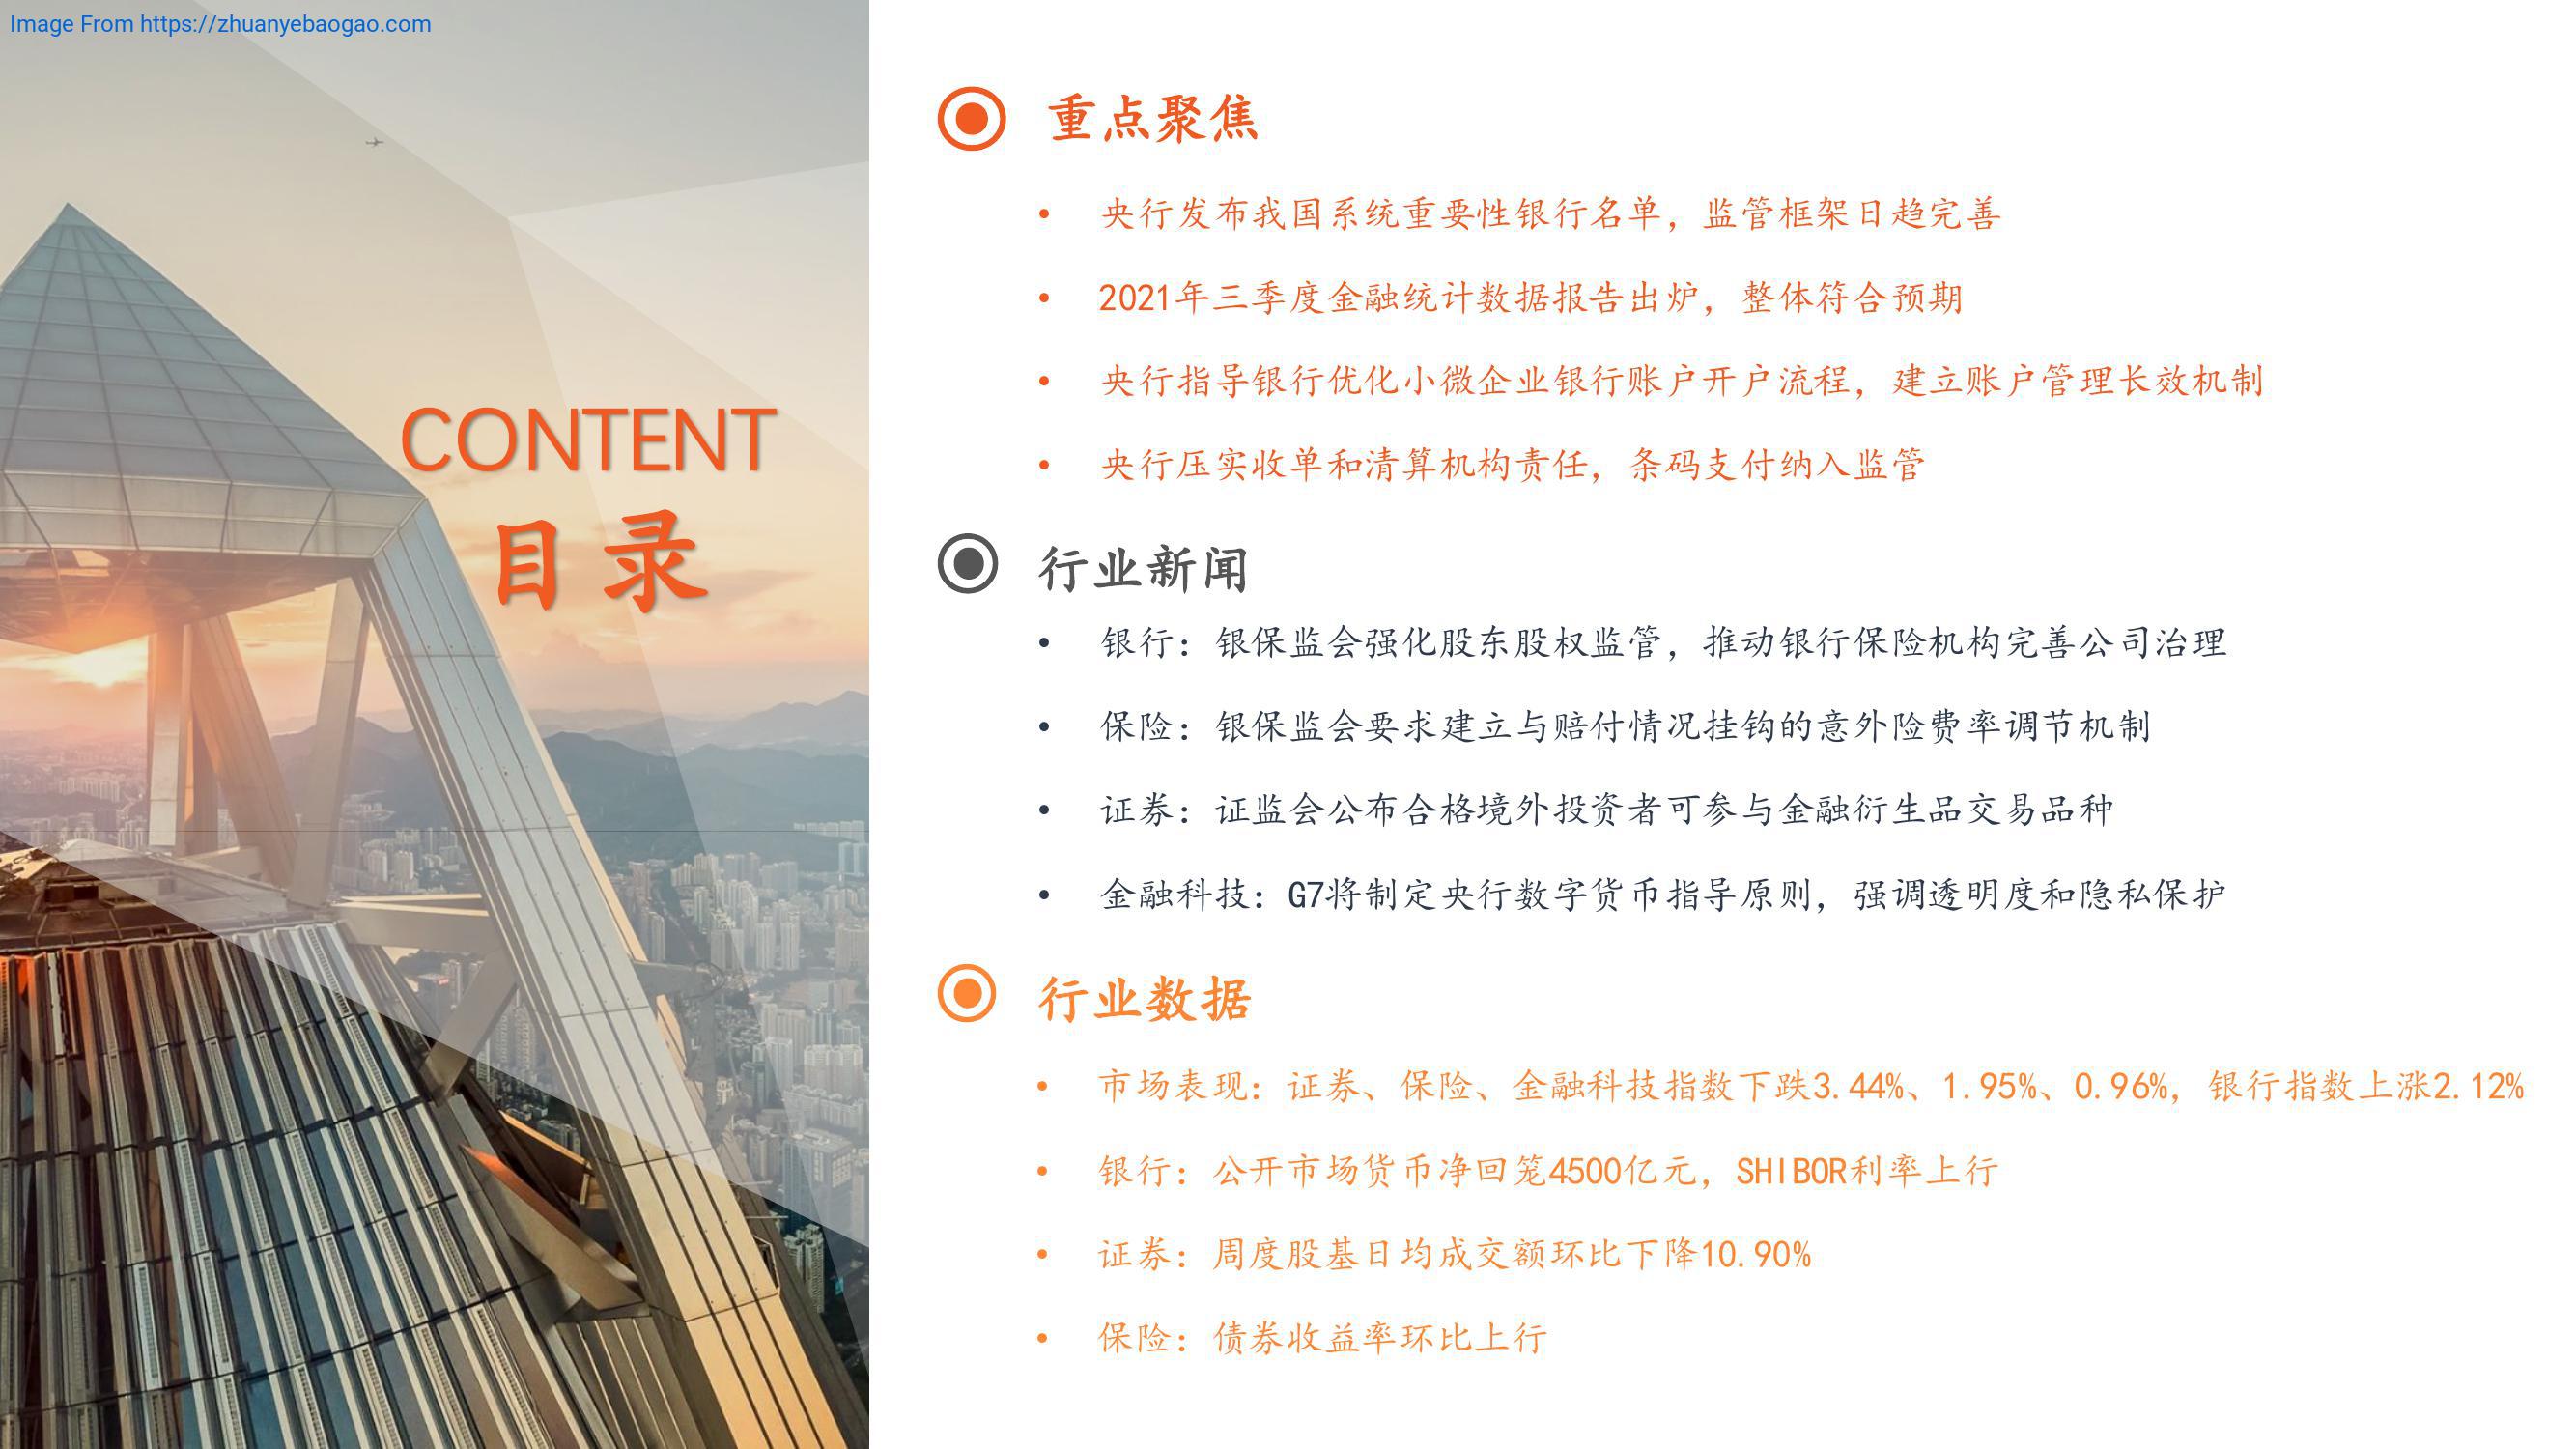 Image From https://zhuanyebaogao.com
CONTENT
目录
重点聚焦
• 央行发布我国系统重要性银行名单，监管框架日趋完善
• 2021年三季度金融统计数据报告出炉，整体符合预期
• 央行指导银行优化小微企业银行账户开户流程，建立账户管理长效机制
• 央行压实收单和清算机构责任，条码支付纳入监管
行业新闻
• 银行：银保监会强化股东股权监管，推动银行保险机构完善公司治理
• 保险：银保监会要求建立与赔付情况挂钩的意外险费率调节机制
• 证券：证监会公布合格境外投资者可参与金融衍生品交易品种
• 金融科技：G7将制定央行数字货币指导原则，强调透明度和隐私保护
行业数据
• 市场表现：证券、保险、金融科技指数下跌3.44%、1.95%、0.96%，银行指数上涨2.12%
• 银行：公开市场货币净回笼4500亿元，SHIBOR利率上行
• 证券：周度股基日均成交额环比下降10.90%
• 保险：债券收益率环比上行